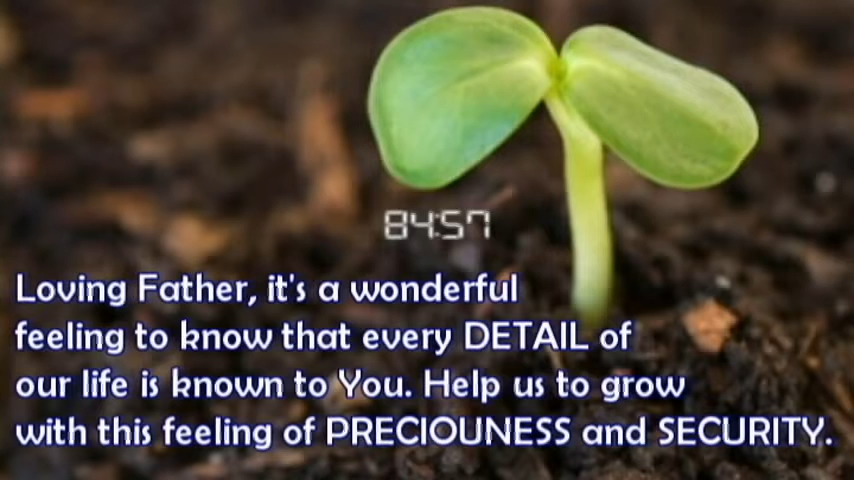 84:57
Loving Father, it's a wonderful
feeling to know that every DETAIL of
our life is known to You. Help us to grow
with this feeling of PRECIOUNESS and SECURITY.